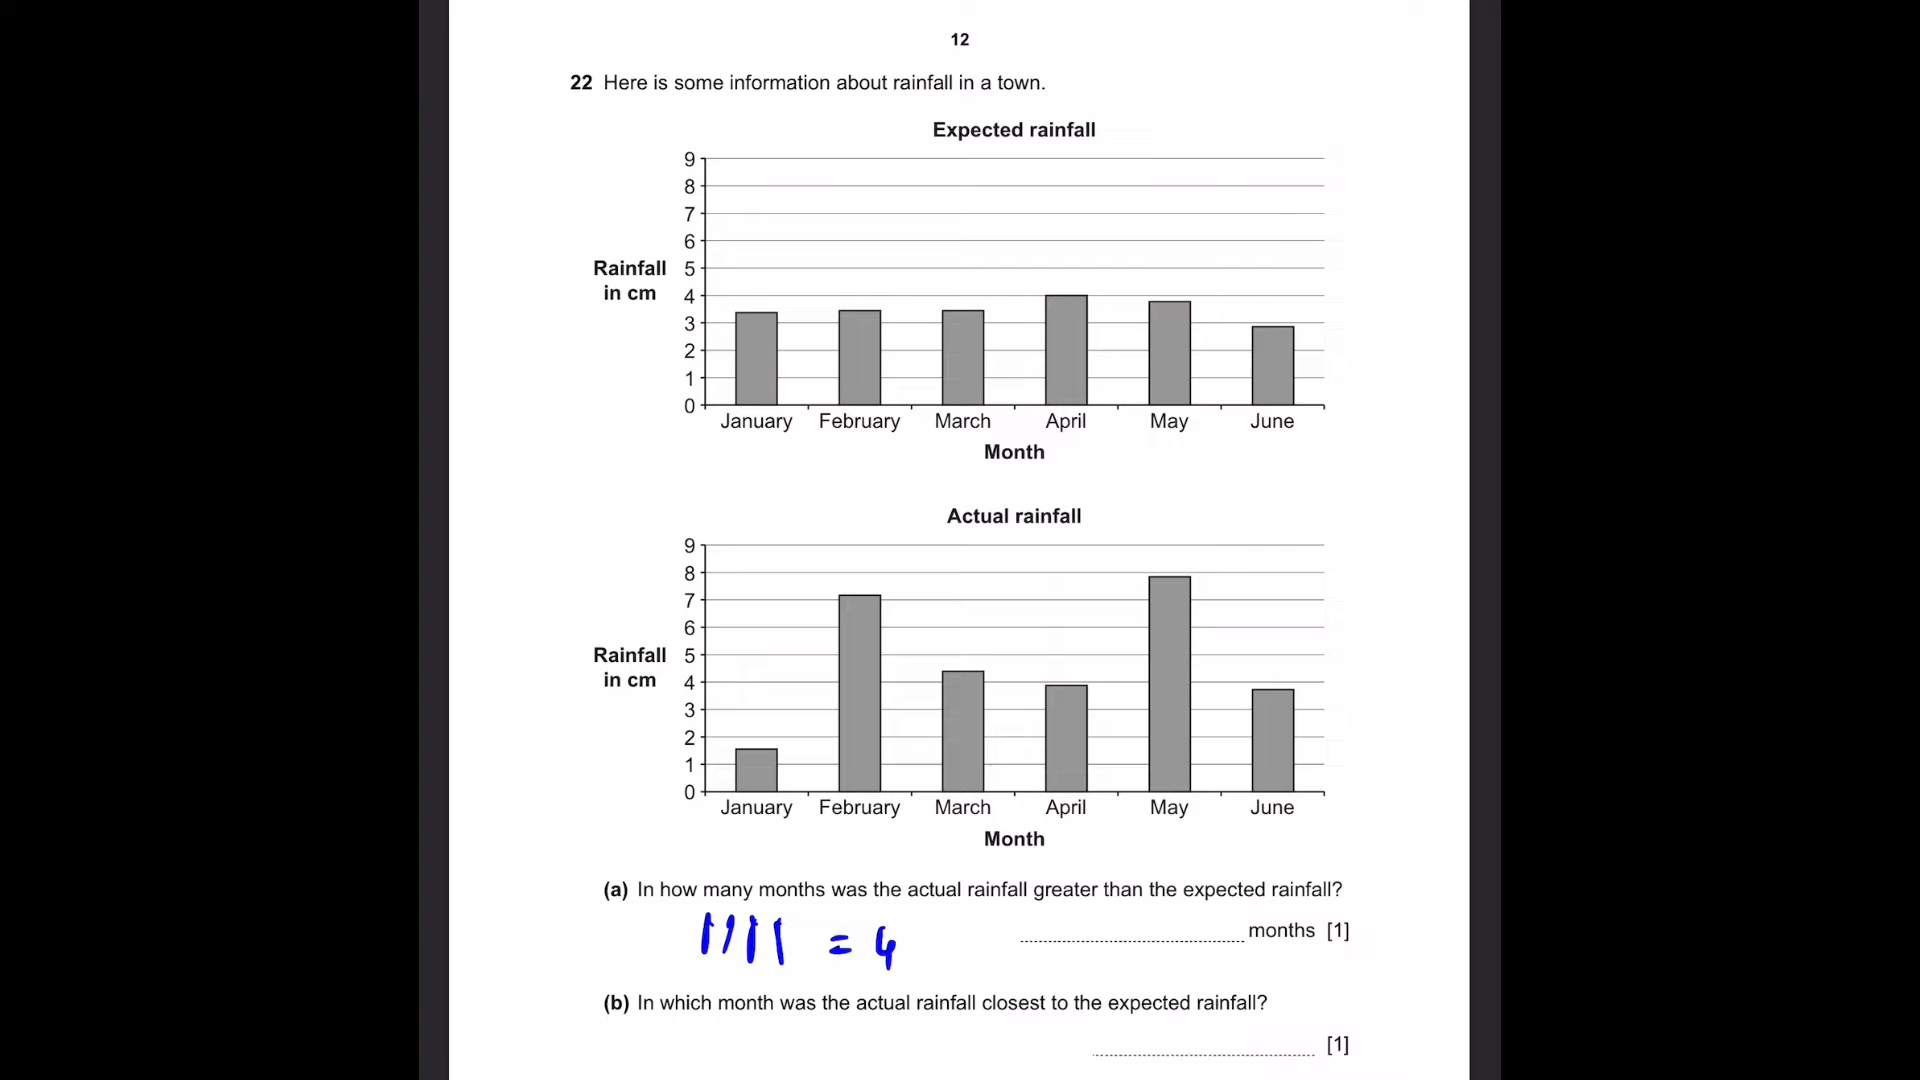 12
22 Here is some information about rainfall in a town.
Expected rainfall
9
8
7
6
Rainfall 5
in cm 4
3
2
1
0
January February March April May June
Month
Actual rainfall
9
8
7
6
Rainfall 5
in cm 4
3
2
1
0
January February March April May June
Month
(a) In how many months was the actual rainfall greater than the expected rainfall?
|||| = 4
.......................................... months [1]
(b) In which month was the actual rainfall closest to the expected rainfall?
.......................................... [1]